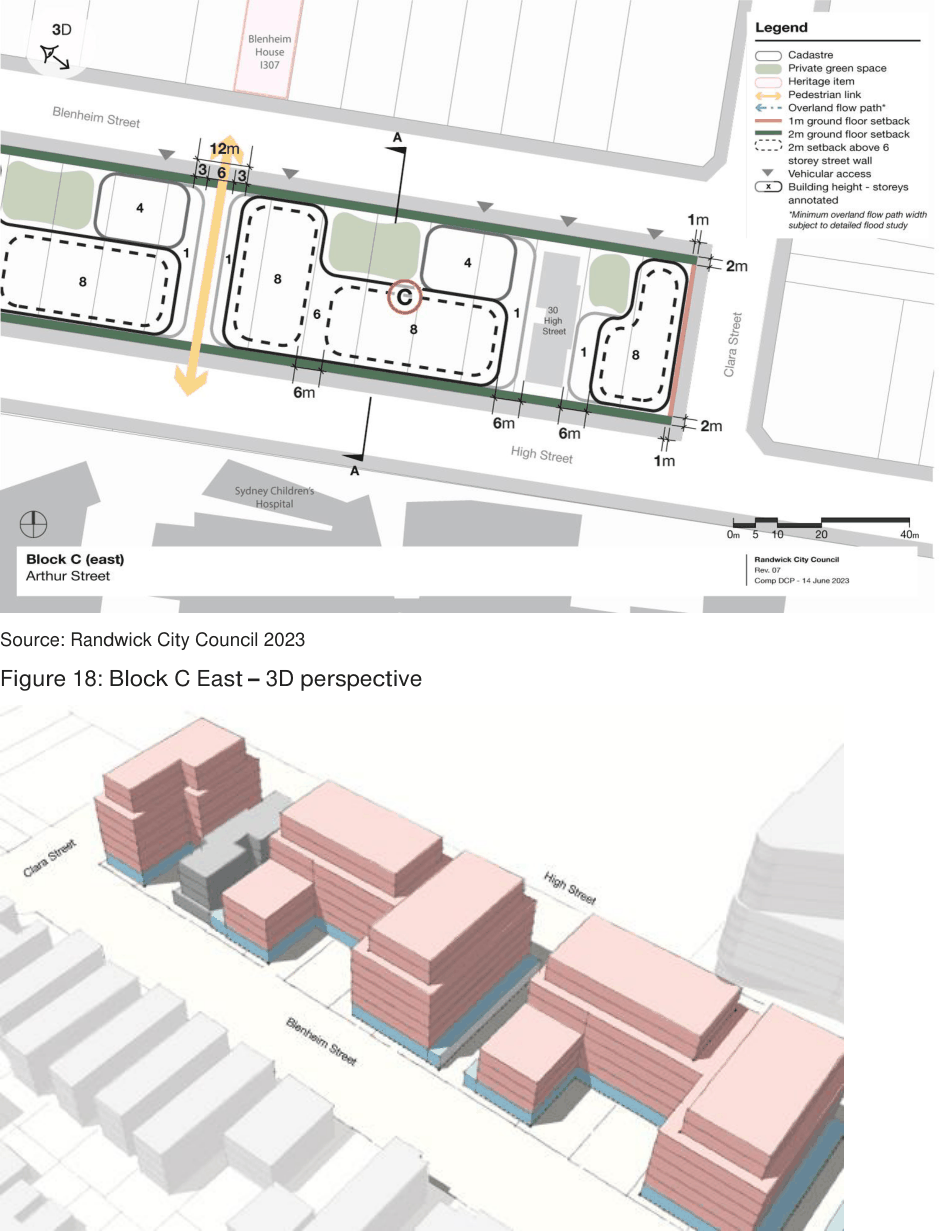 3D
Blenheim
House
I307
Legend
Cadastre
Private green space
Heritage item
Pedestrian link
Overland flow path*
1m ground floor setback
2m ground floor setback
2m setback above 6
storey street wall
Vehicular access
x
Building height - storeys
annotated
*Minimum overland flow path width
subject to detailed flood study
Blenheim Street
A
12m
3 6 3
4
1
8
1
8
6
C
8
4
1
30
High
Street
1
8
1m
2m
Clara Street
6m
6m
6m
2m
1m
A
High Street
Sydney Children's
Hospital
0m 5 10 20 40m
Block C (east)
Arthur Street
Randwick City Council
Rev. 07
Comp DCP - 14 June 2023
Source: Randwick City Council 2023
Figure 18: Block C East – 3D perspective
Clara Street
High Street
Blenheim Street